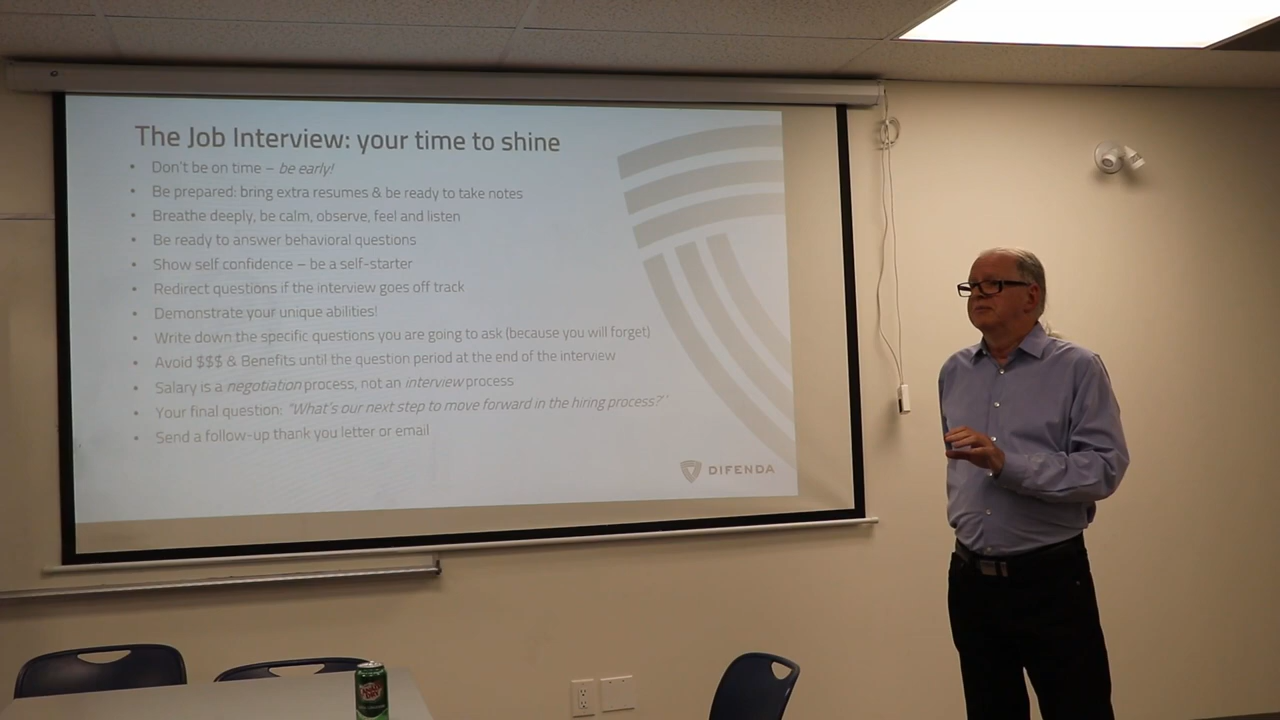 The Job Interview: your time to shine
• Don't be on time – be early!
• Be prepared: bring extra resumes & be ready to take notes
• Breathe deeply, be calm, observe, feel and listen
• Be ready to answer behavioral questions
• Show self confidence – be a self-starter
• Redirect questions if the interview goes off track
• Demonstrate your unique abilities!
• Write down the specific questions you are going to ask (because you will forget)
• Avoid $$$ & Benefits until the question period at the end of the interview
• Salary is a negotiation process, not an interview process
• Your final question: "What's our next step to move forward in the hiring process?'
• Send a follow-up thank you letter or email
DIFENDA
CANADA
DRY